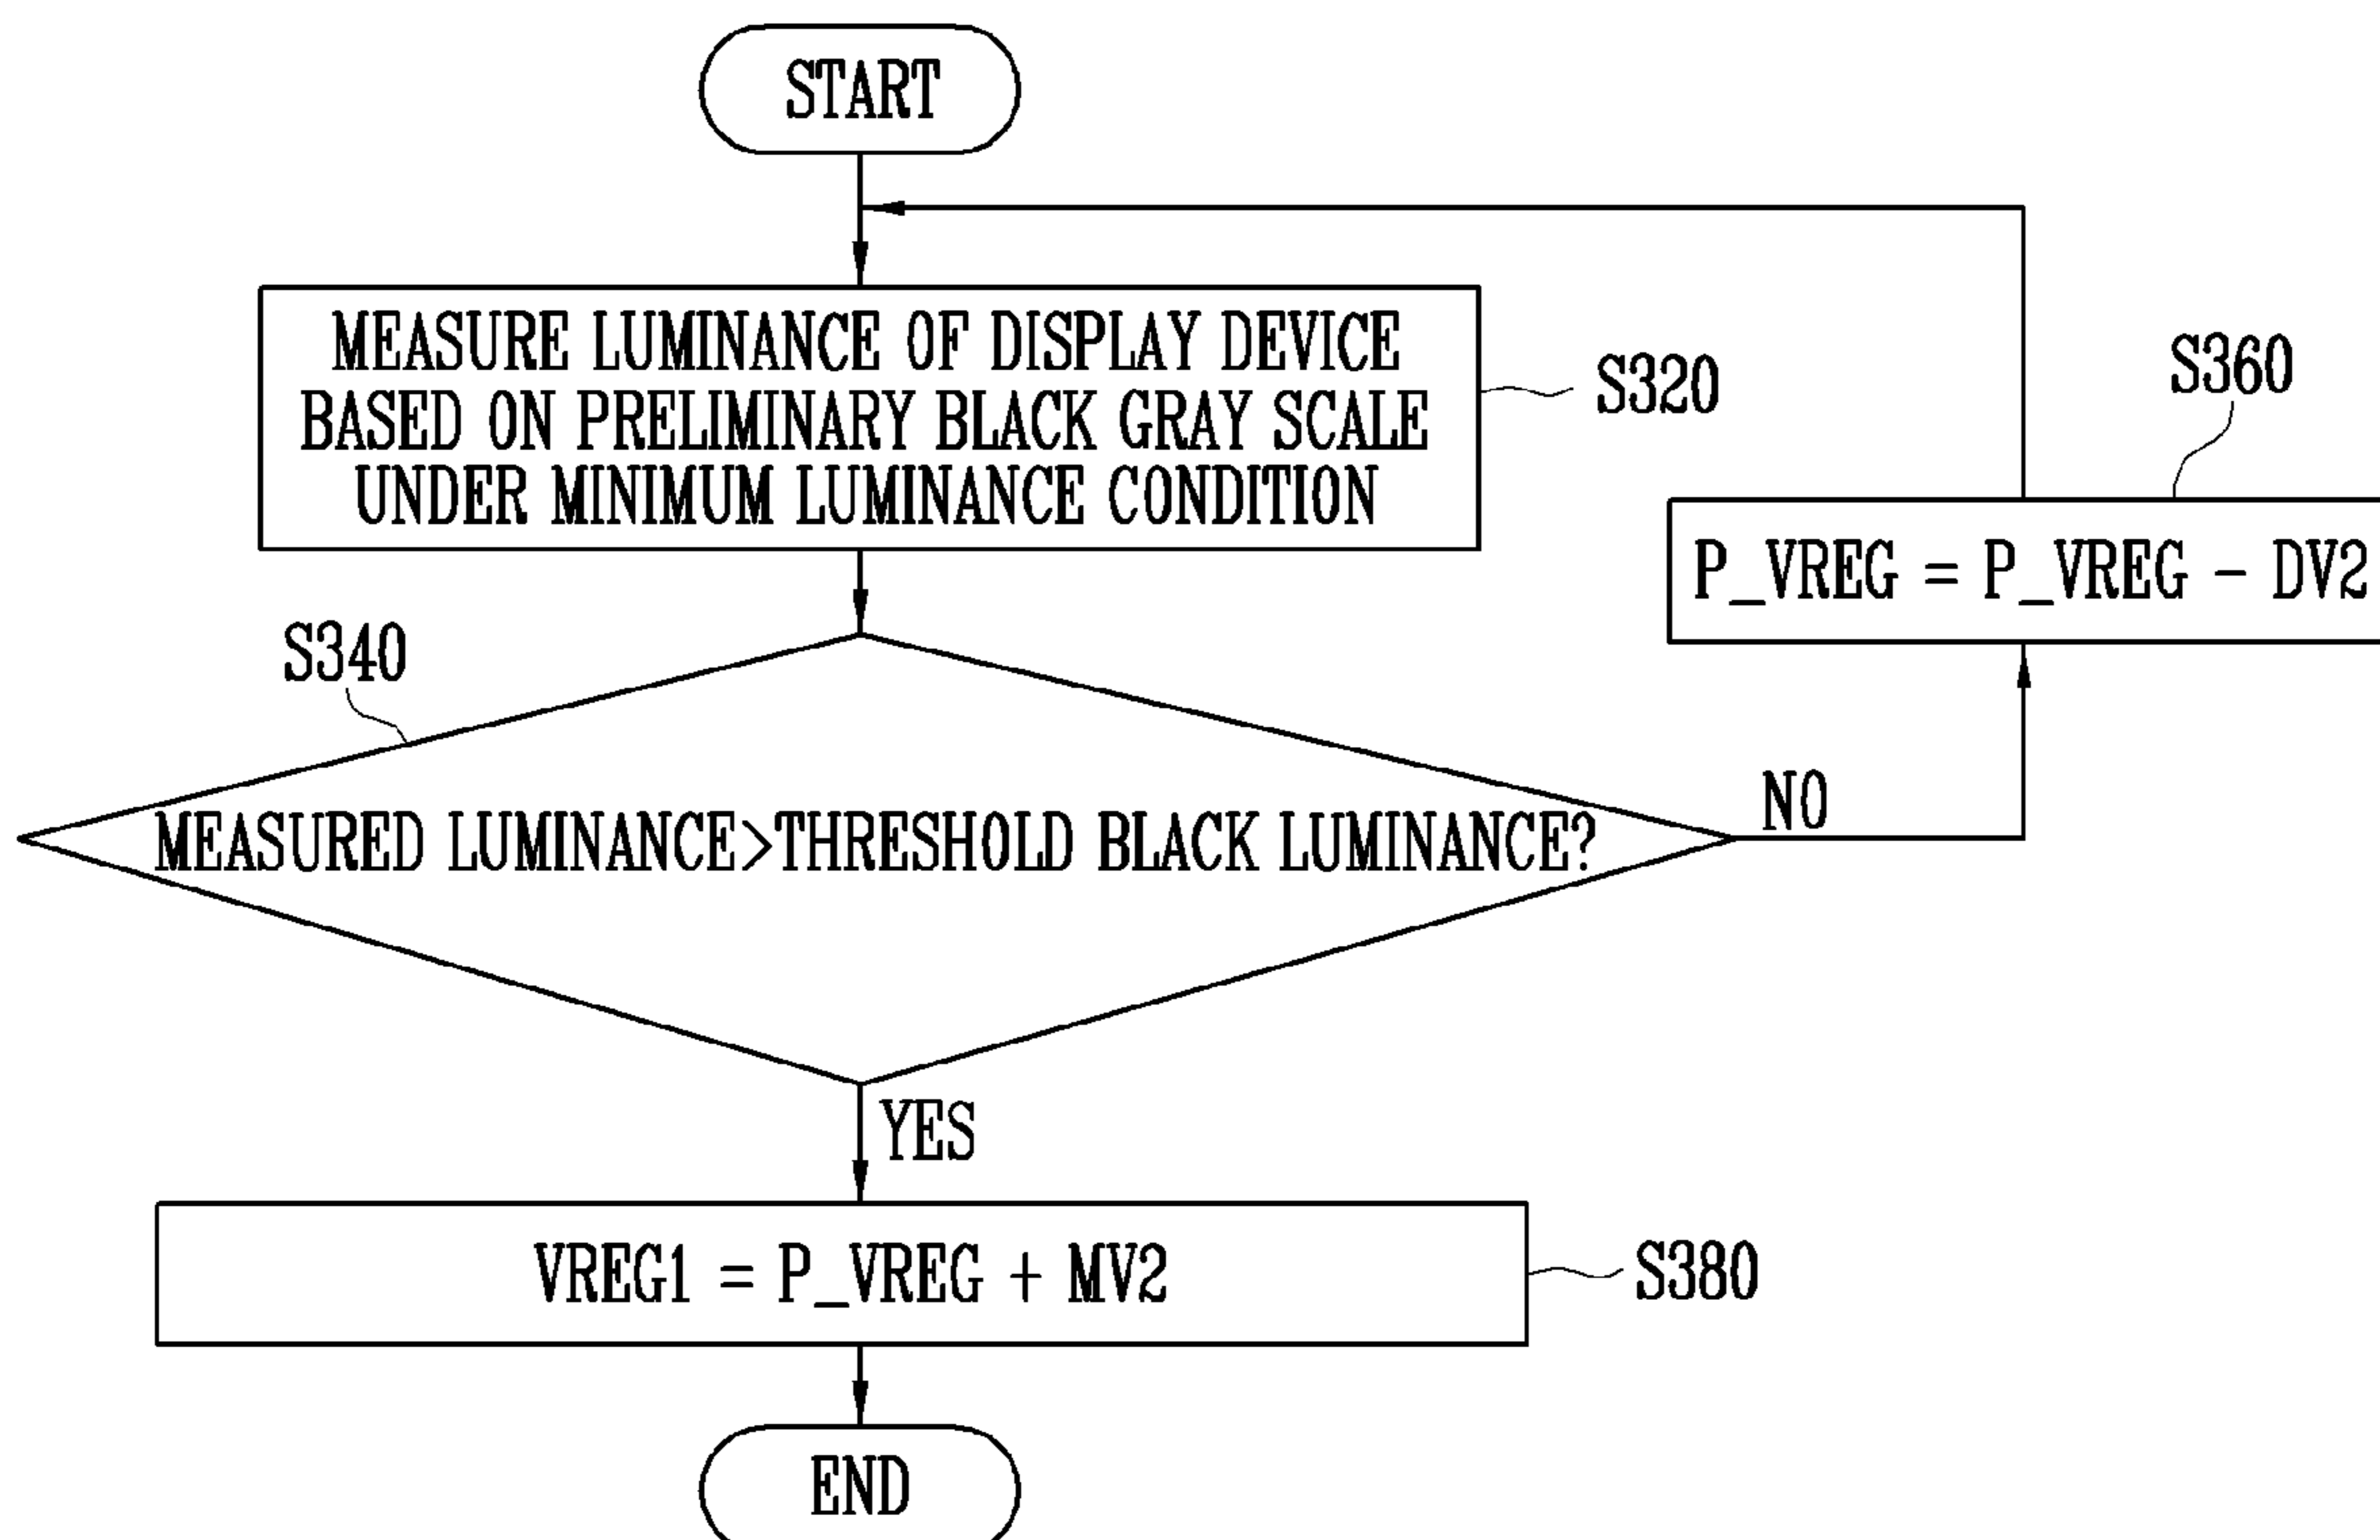 START
MEASURE LUMINANCE OF DISPLAY DEVICE
BASED ON PRELIMINARY BLACK GRAY SCALE
UNDER MINIMUM LUMINANCE CONDITION
S320
S360
P_VREG = P_VREG - DV2
S340
MEASURED LUMINANCE>THRESHOLD BLACK LUMINANCE?
NO
YES
VREG1 = P_VREG + MV2
S380
END